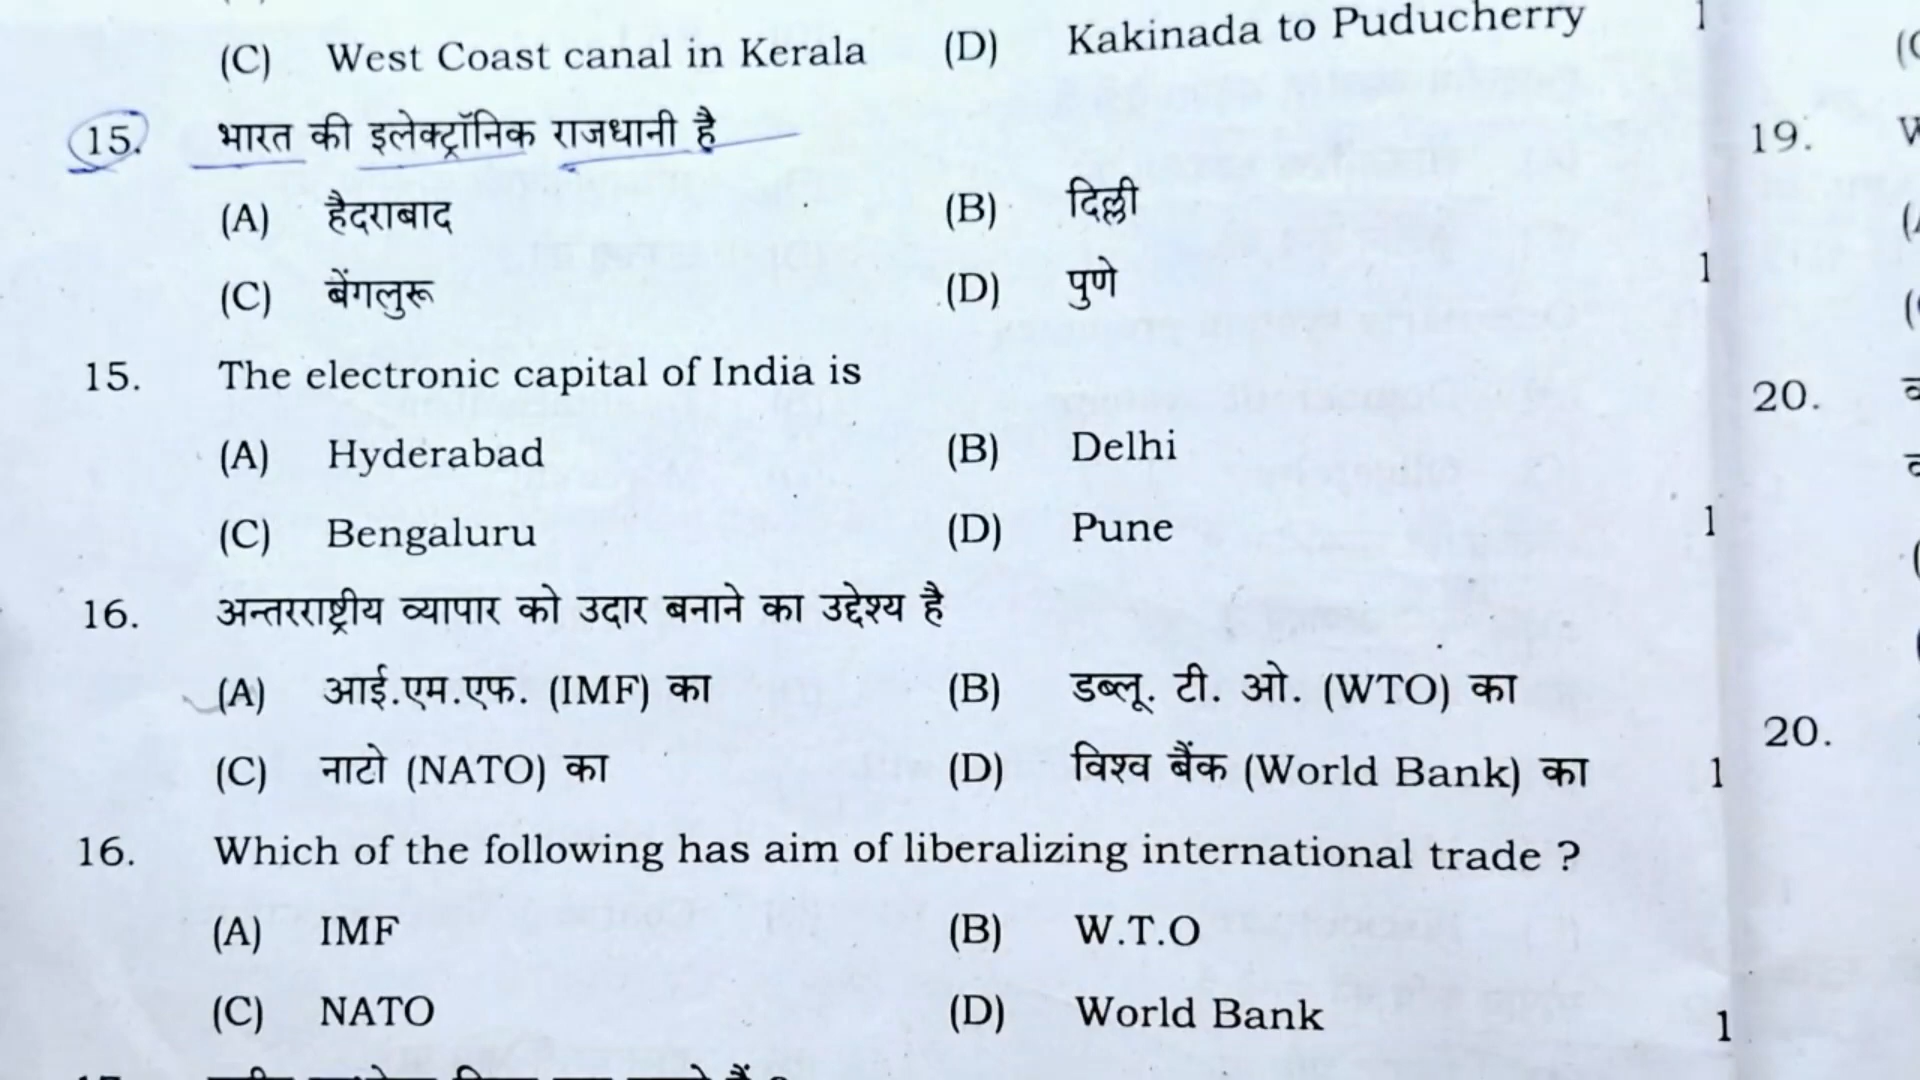 (C) West Coast canal in Kerala (D) Kakinada to Puducherry 1
15. भारत की इलेक्ट्रॉनिक राजधानी है
(A) हैदराबाद (B) दिल्ली
(C) बेंगलुरू (D) पुणे 1
15. The electronic capital of India is
(A) Hyderabad (B) Delhi
(C) Bengaluru (D) Pune 1
16. अन्तरराष्ट्रीय व्यापार को उदार बनाने का उद्देश्य है
(A) आई.एम.एफ. (IMF) का (B) डब्लू. टी. ओ. (WTO) का
(C) नाटो (NATO) का (D) विश्व बैंक (World Bank) का 1
16. Which of the following has aim of liberalizing international trade ?
(A) IMF (B) W.T.O
(C) NATO (D) World Bank 1
19.
20.
20.